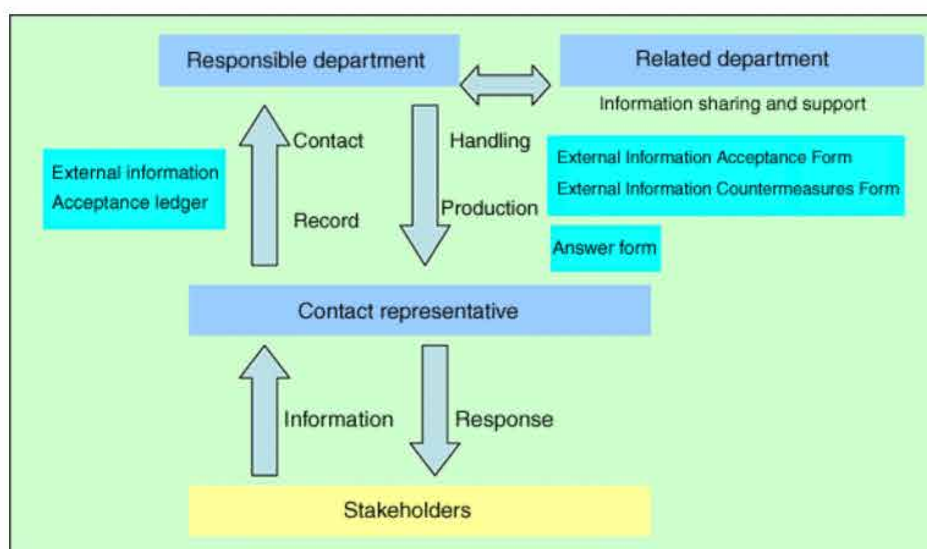 Responsible department
Related department
Information sharing and support
Contact
Handling
External Information Acceptance Form
External Information Countermeasures Form
External information
Acceptance ledger
Record
Production
Answer form
Contact representative
Information
Response
Stakeholders